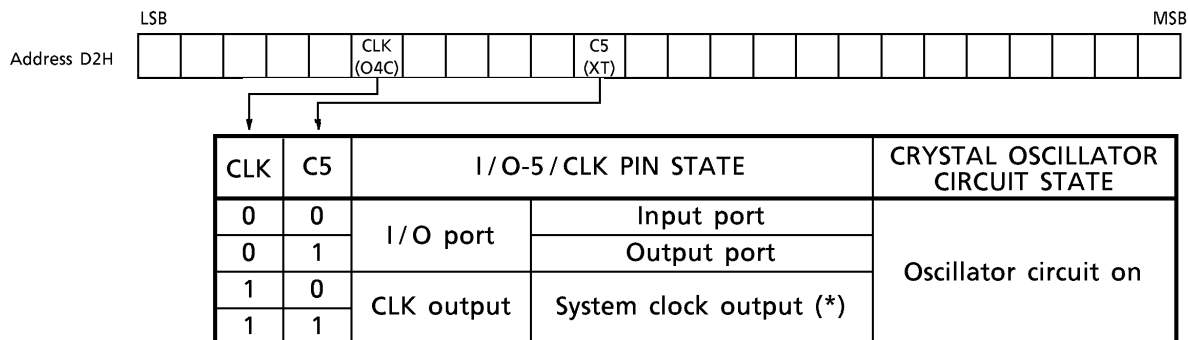 LSB MSB
Address D2H CLK (O4C) C5 (XT)
CLK C5 I/O-5/CLK PIN STATE CRYSTAL OSCILLATOR CIRCUIT STATE
0 0 I/O port Input port Oscillator circuit on
0 1 Output port
1 0 CLK output System clock output (*)
1 1